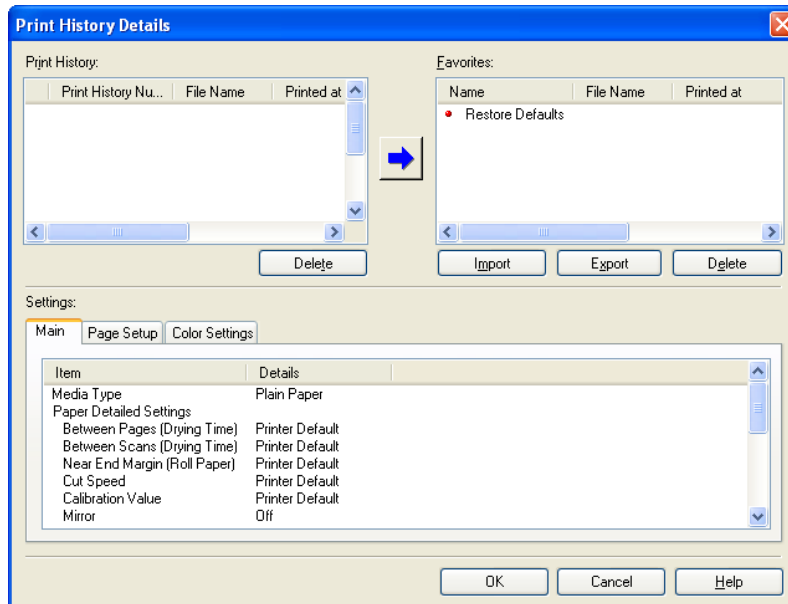 Print History Details
Print History:
Print History Nu... File Name Printed at
Delete
Favorites:
Name File Name Printed at
Restore Defaults
Import Export Delete
Settings:
Main Page Setup Color Settings
Item Details
Media Type Plain Paper
Paper Detailed Settings
Between Pages (Drying Time) Printer Default
Between Scans (Drying Time) Printer Default
Near End Margin (Roll Paper) Printer Default
Cut Speed Printer Default
Calibration Value Printer Default
Mirror Off
OK Cancel Help